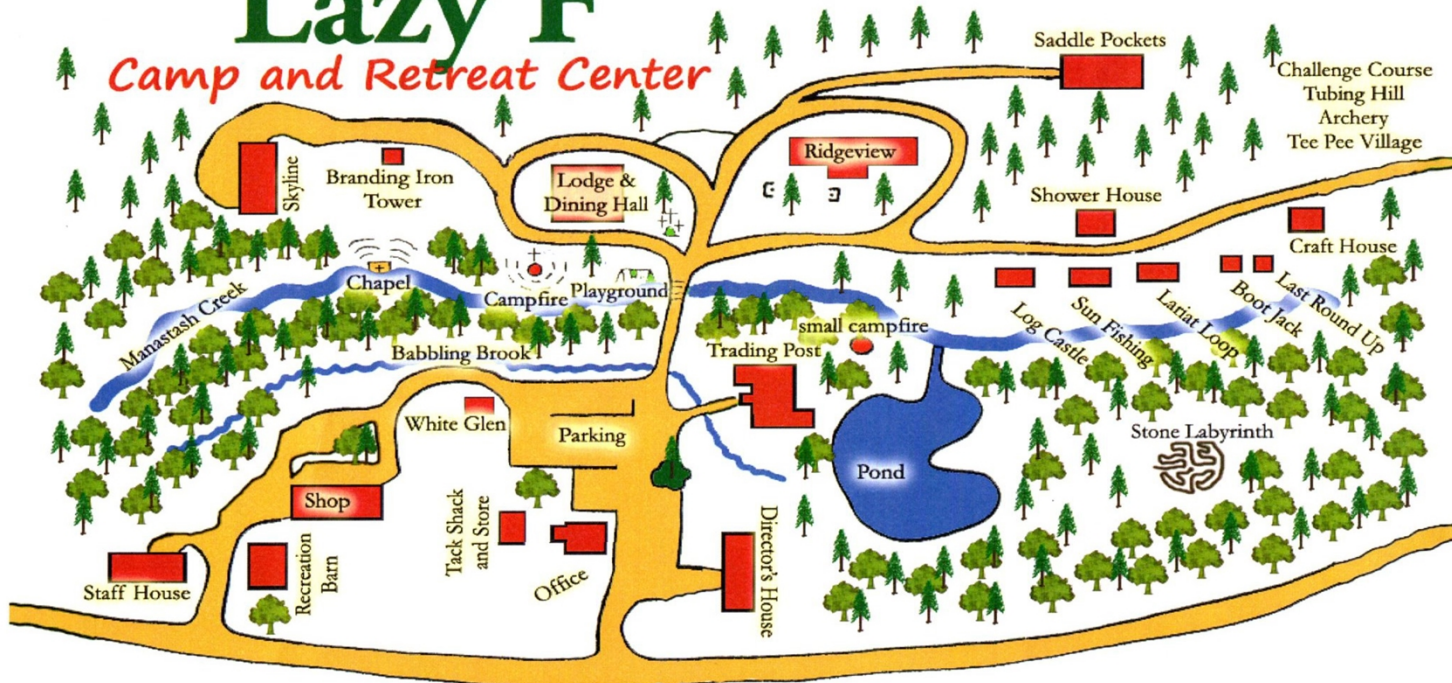 Lazy F
Camp and Retreat Center
Saddle Pockets
Challenge Course
Tubing Hill
Archery
Tee Pee Village
Ridgeview
Skyline
Branding Iron
Tower
Lodge &
Dining Hall
Shower House
Craft House
Chapel
Campfire
Playground
Manastash Creek
small campfire
Log Castle
Sun Fishing
Lariat Loop
Boot Jack
Last Round Up
Babbling Brook
Trading Post
White Glen
Parking
Stone Labyrinth
Pond
Shop
Tack Shack
and Store
Office
Director's House
Recreation
Barn
Staff House